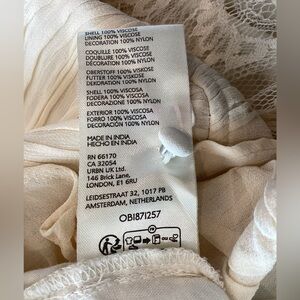 SHELL 100% VISCOSE
LINING 100% VISCOSE
DECORATION 100% NYLON
COQUILLE 100% VISCOSE
DOUBLURE 100% VISCOSE
DÉCORATION 100% NYLON
OBERSTOFF 100% VISKOSE
FUTTER 100% VISKOSE
DEKORATION 100% NYLON
SHELL 100% VISCOSA
FODERA 100% VISCOSA
DECORAZIONE 100% NYLON
EXTERIOR 100% VISCOSA
FORRO 100% VISCOSA
DECORACIÓN 100% NYLON
MADE IN INDIA
HECHO EN INDIA
RN 66170
CA 32054
URBN UK Ltd.
146 Brick Lane,
LONDON, E1 6RU
LEIDSESTRAAT 32, 1017 PB
AMSTERDAM, NETHERLANDS
OB1871257
FR
OU